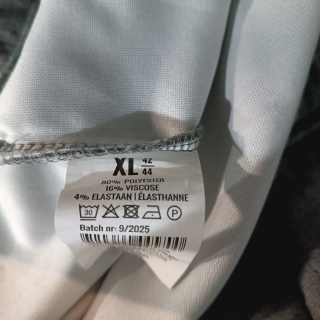 XL 42/44
80% POLYESTER
16% VISCOSE
4% ELASTAAN | ÉLASTHANNE
30 P
Batch nr: 9/2025